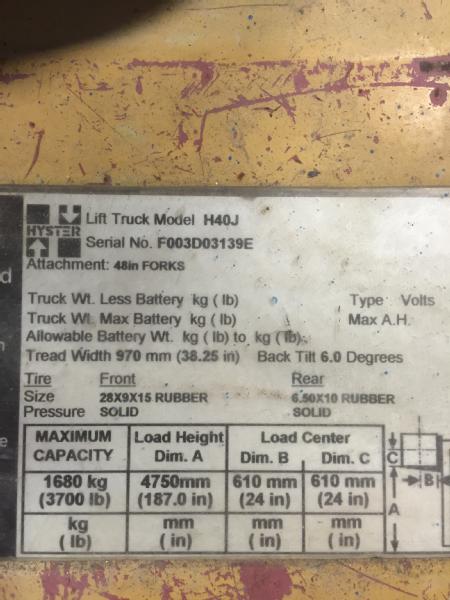 HYSTER
Lift Truck Model H40J
Serial No. F003D03139E
Attachment: 48in FORKS
Truck Wt. Less Battery kg ( lb) Type Volts
Truck Wt. Max Battery kg ( lb) Max A.H.
Allowable Battery Wt. kg ( lb) to kg ( lb).
Tread Width 970 mm (38.25 in) Back Tilt 6.0 Degrees
Tire Front Rear
Size 28X9X15 RUBBER 6.50X10 RUBBER
Pressure SOLID SOLID
MAXIMUM CAPACITY Load Height Dim. A Load Center Dim. B Dim. C
1680 kg (3700 lb) 4750mm (187.0 in) 610 mm (24 in) 610 mm (24 in)
kg ( lb) mm ( in) mm ( in) mm ( in)
C
B
A